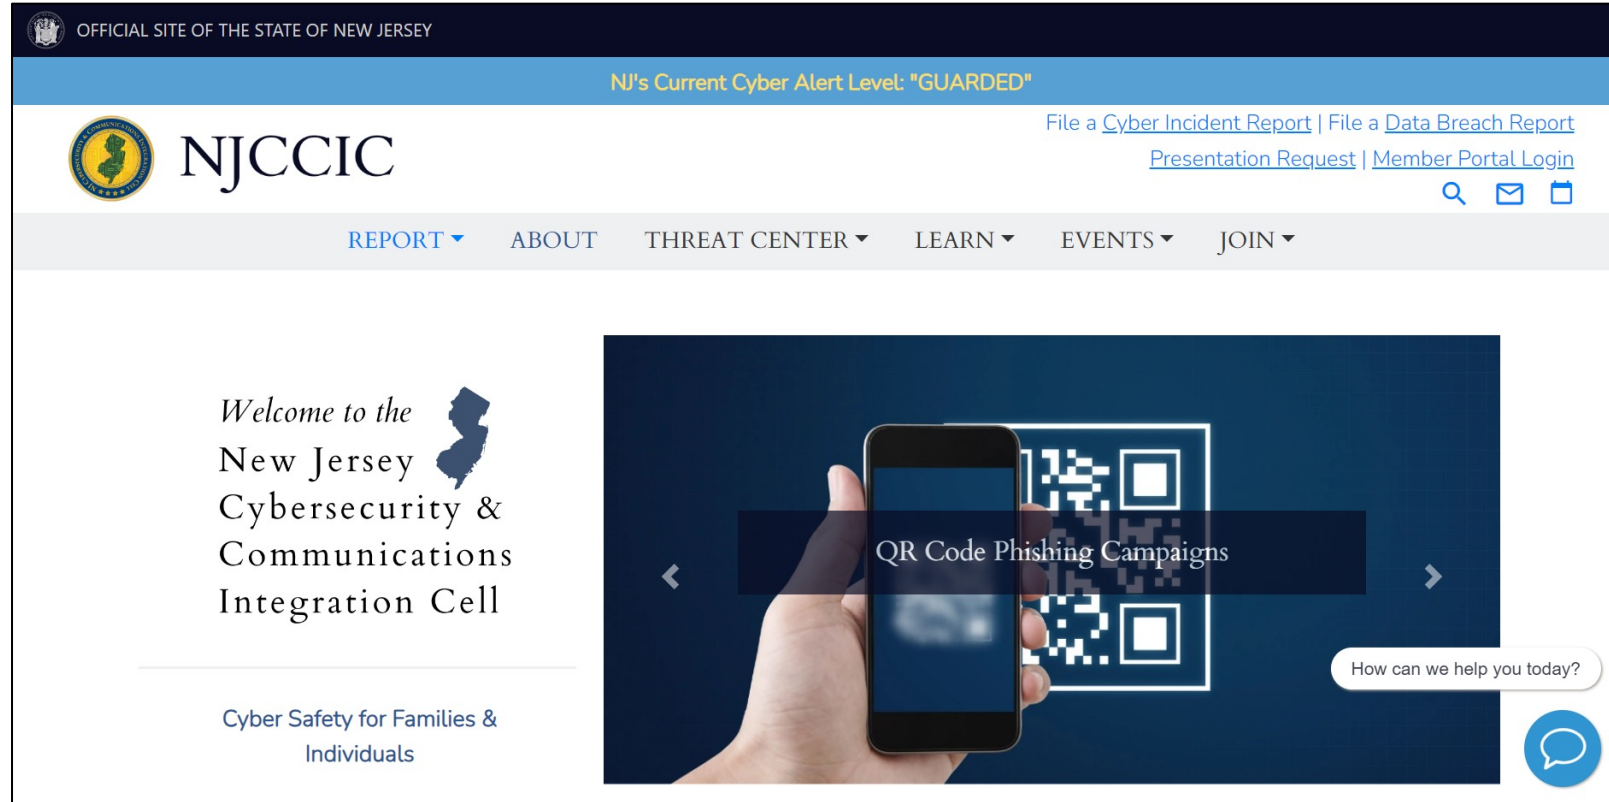 OFFICIAL SITE OF THE STATE OF NEW JERSEY
NJ's Current Cyber Alert Level: "GUARDED"
NJCCIC
File a Cyber Incident Report | File a Data Breach Report
Presentation Request | Member Portal Login
REPORT ABOUT THREAT CENTER LEARN EVENTS JOIN
Welcome to the
New Jersey
Cybersecurity &
Communications
Integration Cell
Cyber Safety for Families &
Individuals
QR Code Phishing Campaigns
How can we help you today?